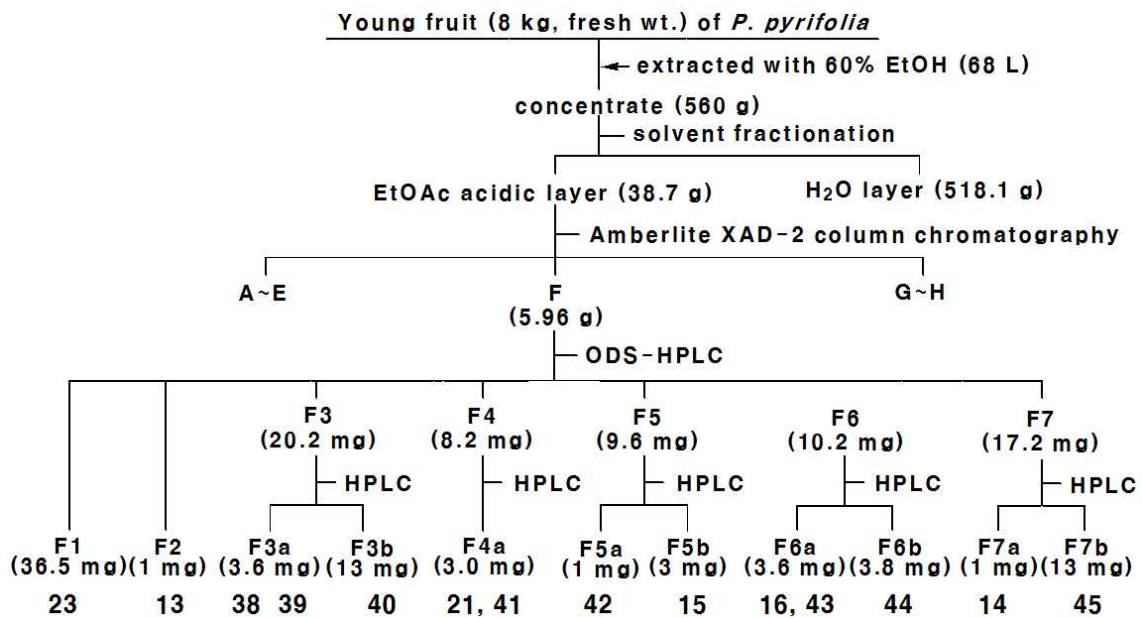 Young fruit (8 kg, fresh wt.) of P. pyrifolia
extracted with 60% EtOH (68 L)
concentrate (560 g)
solvent fractionation
EtOAc acidic layer (38.7 g) H₂O layer (518.1 g)
Amberlite XAD-2 column chromatography
A~E F G~H
(5.96 g)
ODS-HPLC
F3 F4 F5 F6 F7
(20.2 mg) (8.2 mg) (9.6 mg) (10.2 mg) (17.2 mg)
HPLC HPLC HPLC HPLC HPLC
F1 F2 F3a F3b F4a F5a F5b F6a F6b F7a F7b
(36.5 mg) (1 mg) (3.6 mg) (13 mg) (3.0 mg) (1 mg) (3 mg) (3.6 mg) (3.8 mg) (1 mg) (13 mg)
23 13 38 39 40 21, 41 42 15 16, 43 44 14 45